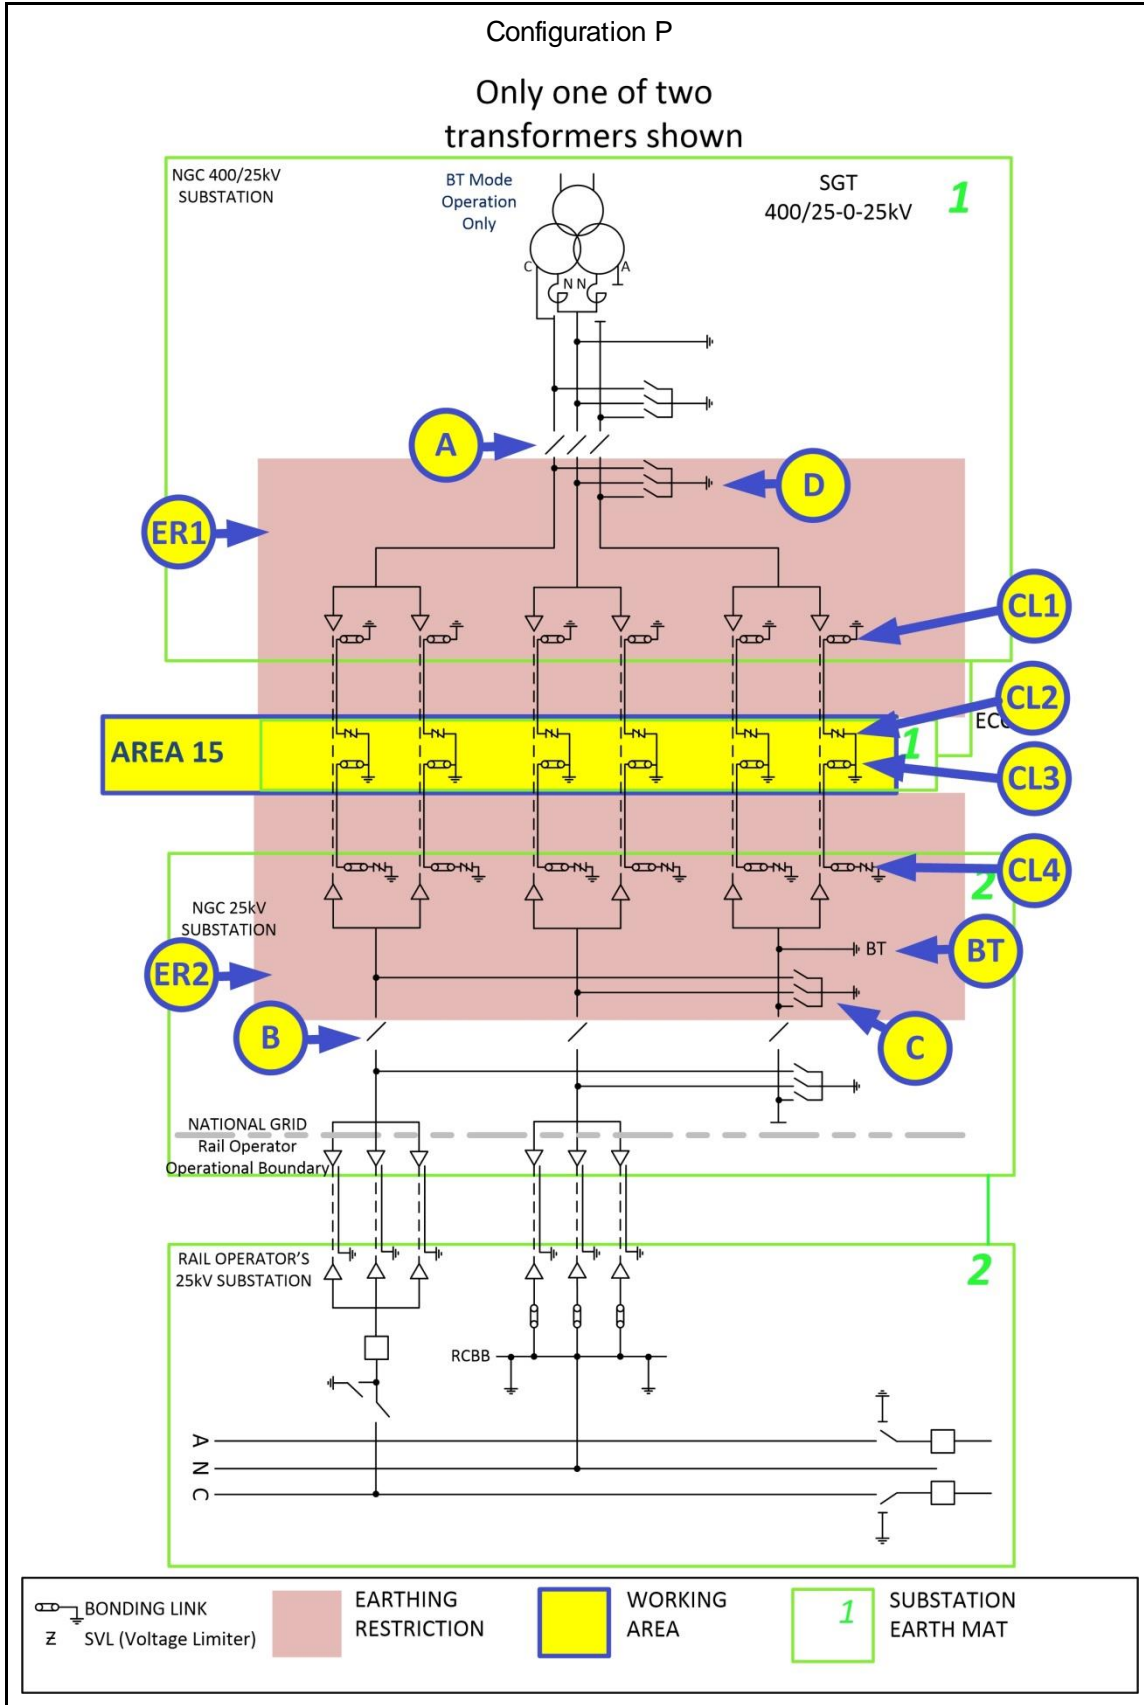 Configuration P
Only one of two
transformers shown
NGC 400/25kV
SUBSTATION
BT Mode
Operation
Only
SGT
400/25-0-25kV
1
C
N N
A
A
D
ER1
CL1
CL2
ECC
AREA 15
1
CL3
CL4
2
NGC 25kV
SUBSTATION
BT
BT
ER2
B
C
NATIONAL GRID
Rail Operator
Operational Boundary
RAIL OPERATOR'S
25kV SUBSTATION
2
RCBB
A
N
C
BONDING LINK
SVL (Voltage Limiter)
EARTHING
RESTRICTION
WORKING
AREA
1
SUBSTATION
EARTH MAT